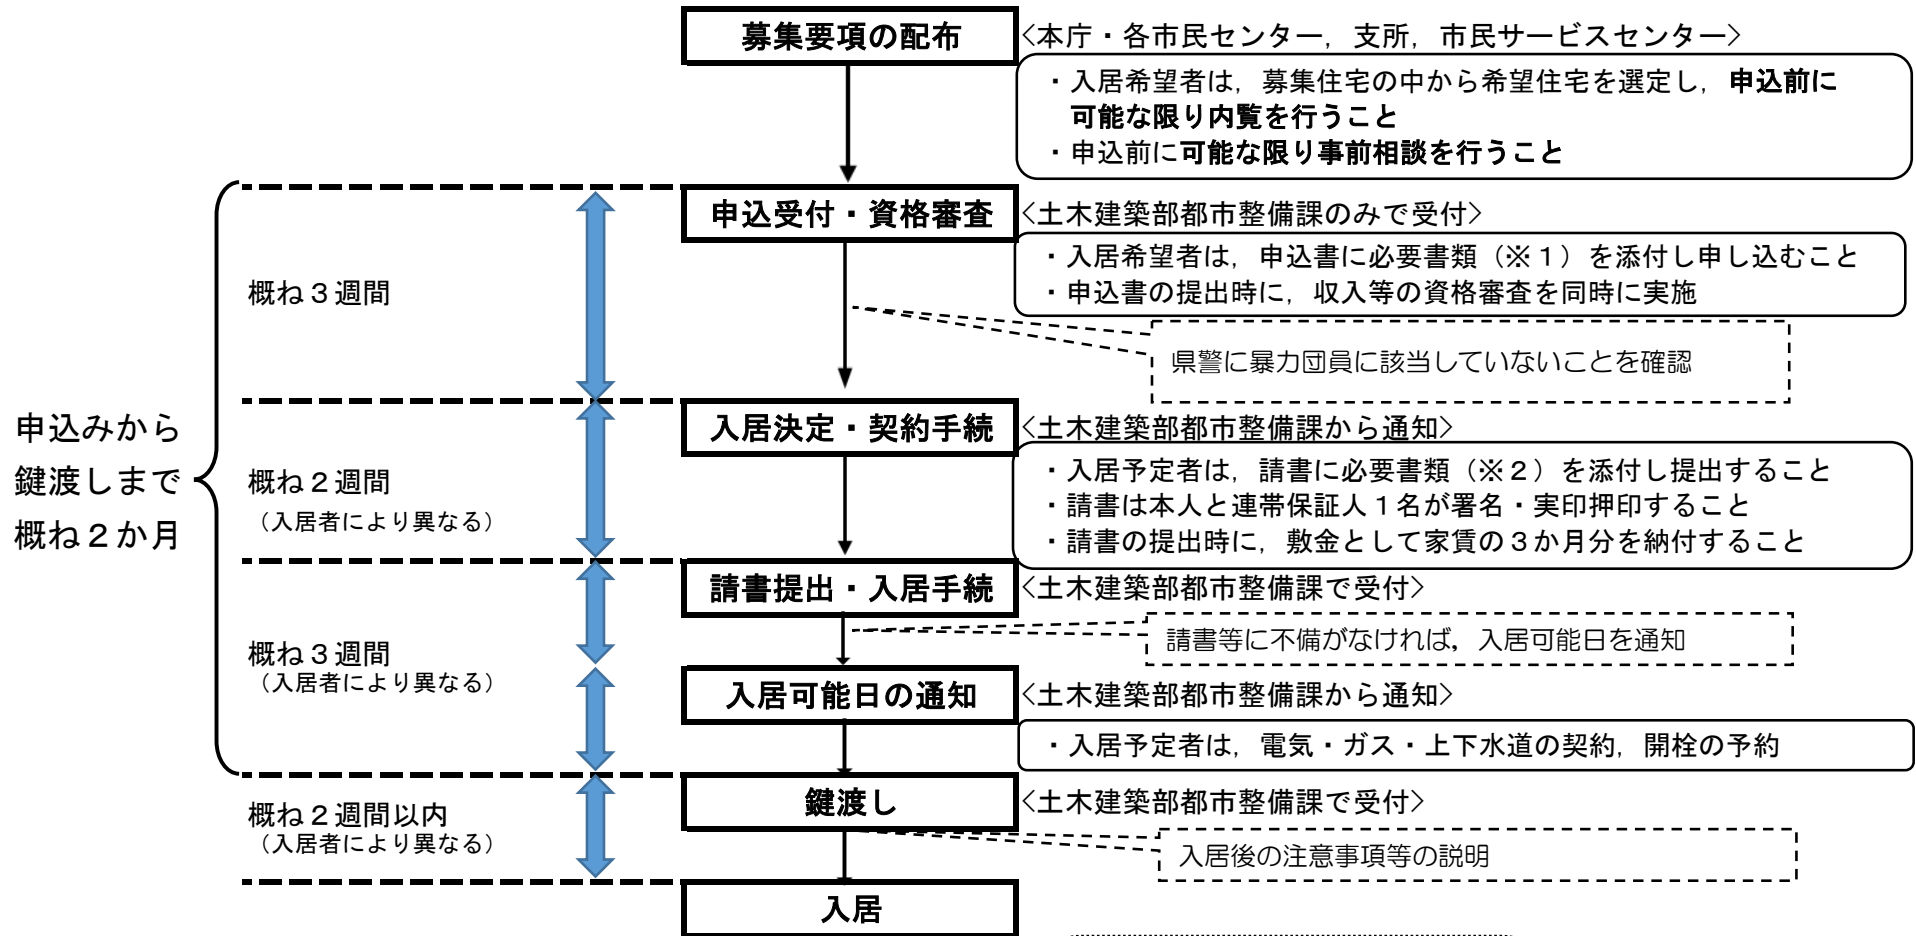 募集要項の配布
〈本庁・各市民センター，支所，市民サービスセンター〉
・入居希望者は，募集住宅の中から希望住宅を選定し，申込前に
可能な限り内覧を行うこと
・申込前に可能な限り事前相談を行うこと
申込受付・資格審査
〈土木建築部都市整備課のみで受付〉
・入居希望者は，申込書に必要書類（※１）を添付し申し込むこと
・申込書の提出時に，収入等の資格審査を同時に実施
概ね３週間
県警に暴力団員に該当していないことを確認
入居決定・契約手続
〈土木建築部都市整備課から通知〉
・入居予定者は，請書に必要書類（※２）を添付し提出すること
・請書は本人と連帯保証人１名が署名・実印押印すること
・請書の提出時に，敷金として家賃の３か月分を納付すること
申込みから
鍵渡しまで
概ね２か月
概ね２週間
（入居者により異なる）
請書提出・入居手続
〈土木建築部都市整備課で受付〉
請書等に不備がなければ，入居可能日を通知
概ね３週間
（入居者により異なる）
入居可能日の通知
〈土木建築部都市整備課から通知〉
・入居予定者は，電気・ガス・上下水道の契約，開栓の予約
鍵渡し
〈土木建築部都市整備課で受付〉
概ね２週間以内
（入居者により異なる）
入居後の注意事項等の説明
入居